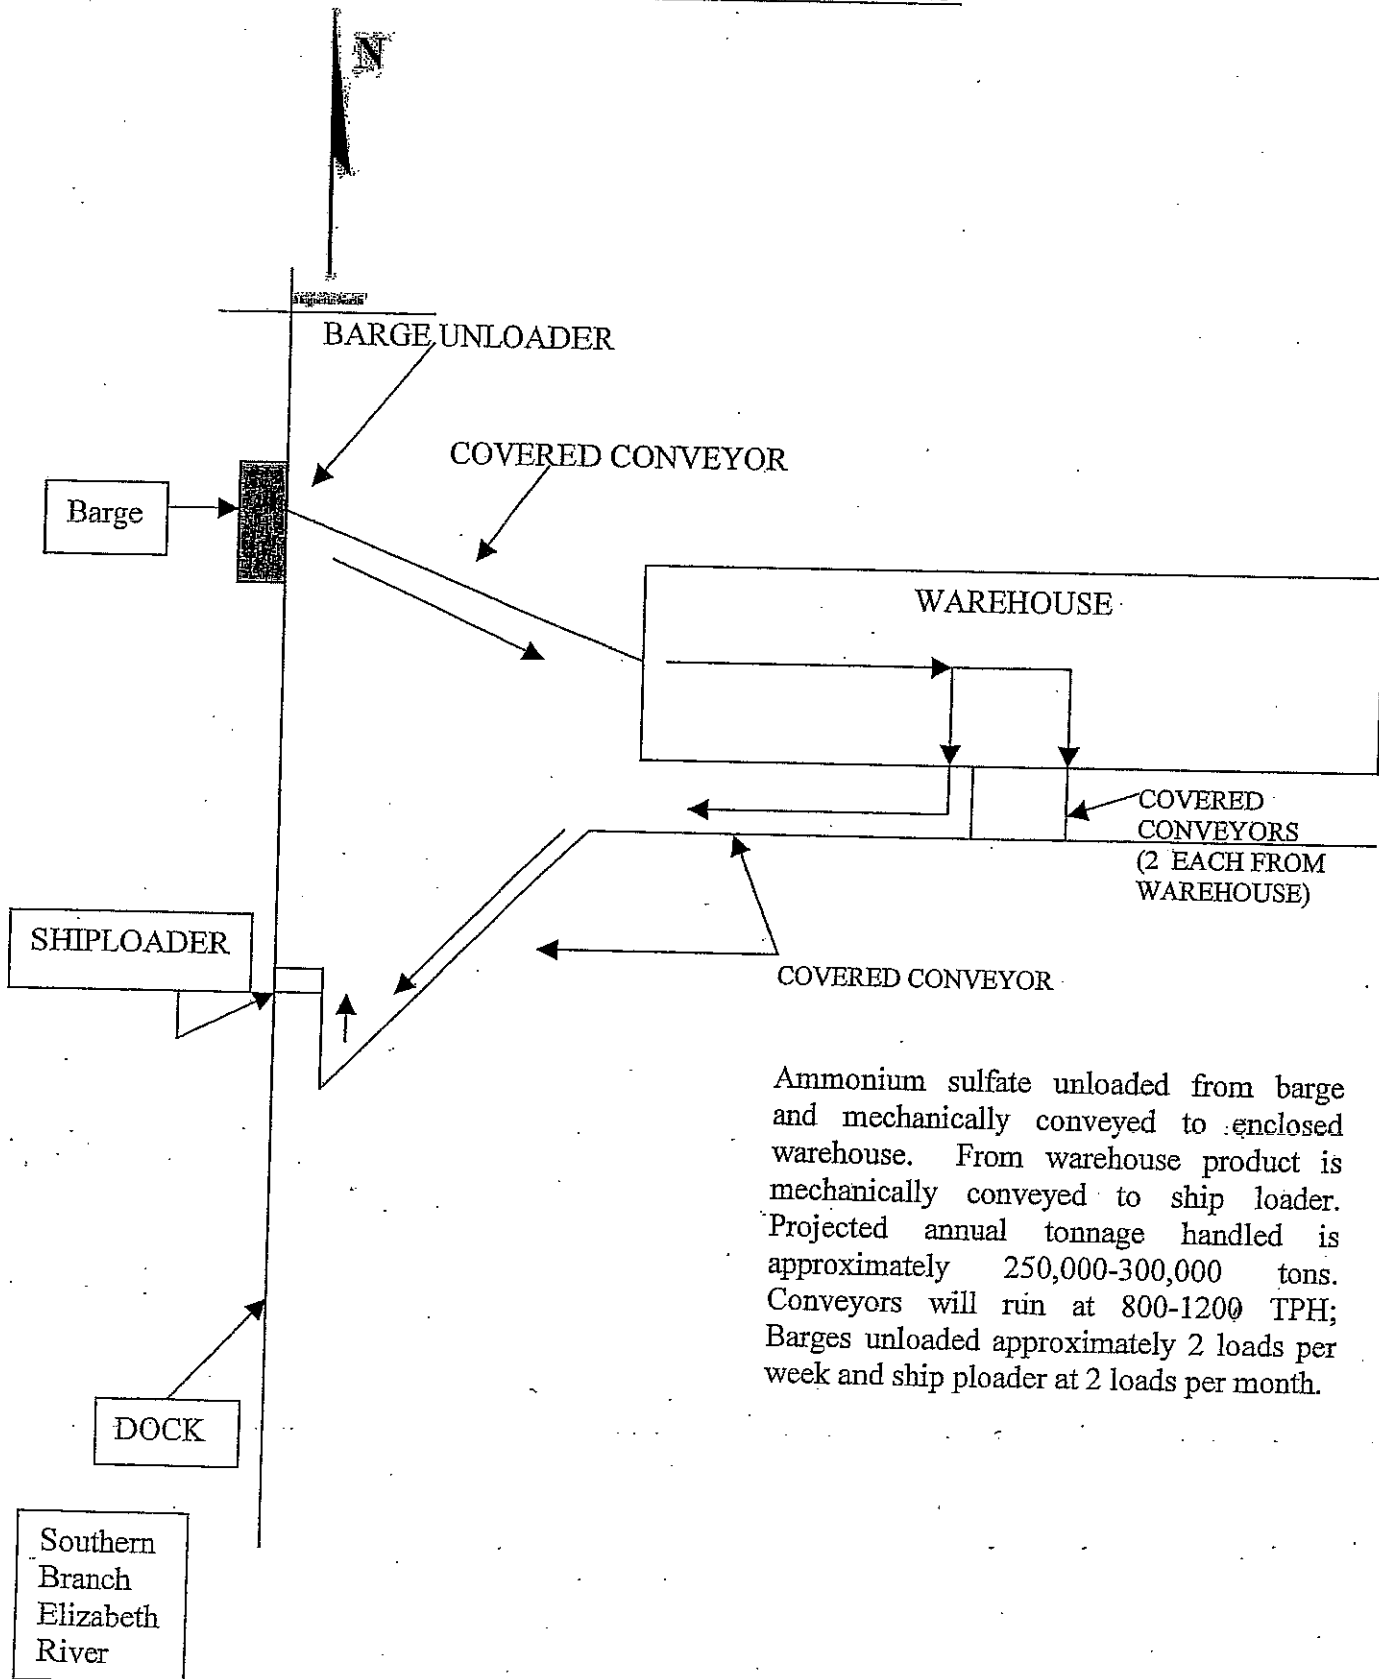 N
BARGE UNLOADER
COVERED CONVEYOR
Barge
WAREHOUSE
COVERED
CONVEYORS
(2 EACH FROM
WAREHOUSE)
SHIPLOADER
COVERED CONVEYOR
Ammonium sulfate unloaded from barge
and mechanically conveyed to enclosed
warehouse. From warehouse product is
mechanically conveyed to ship loader.
Projected annual tonnage handled is
approximately 250,000-300,000 tons.
Conveyors will run at 800-1200 TPH;
Barges unloaded approximately 2 loads per
week and ship ploader at 2 loads per month.
DOCK
Southern
Branch
Elizabeth
River